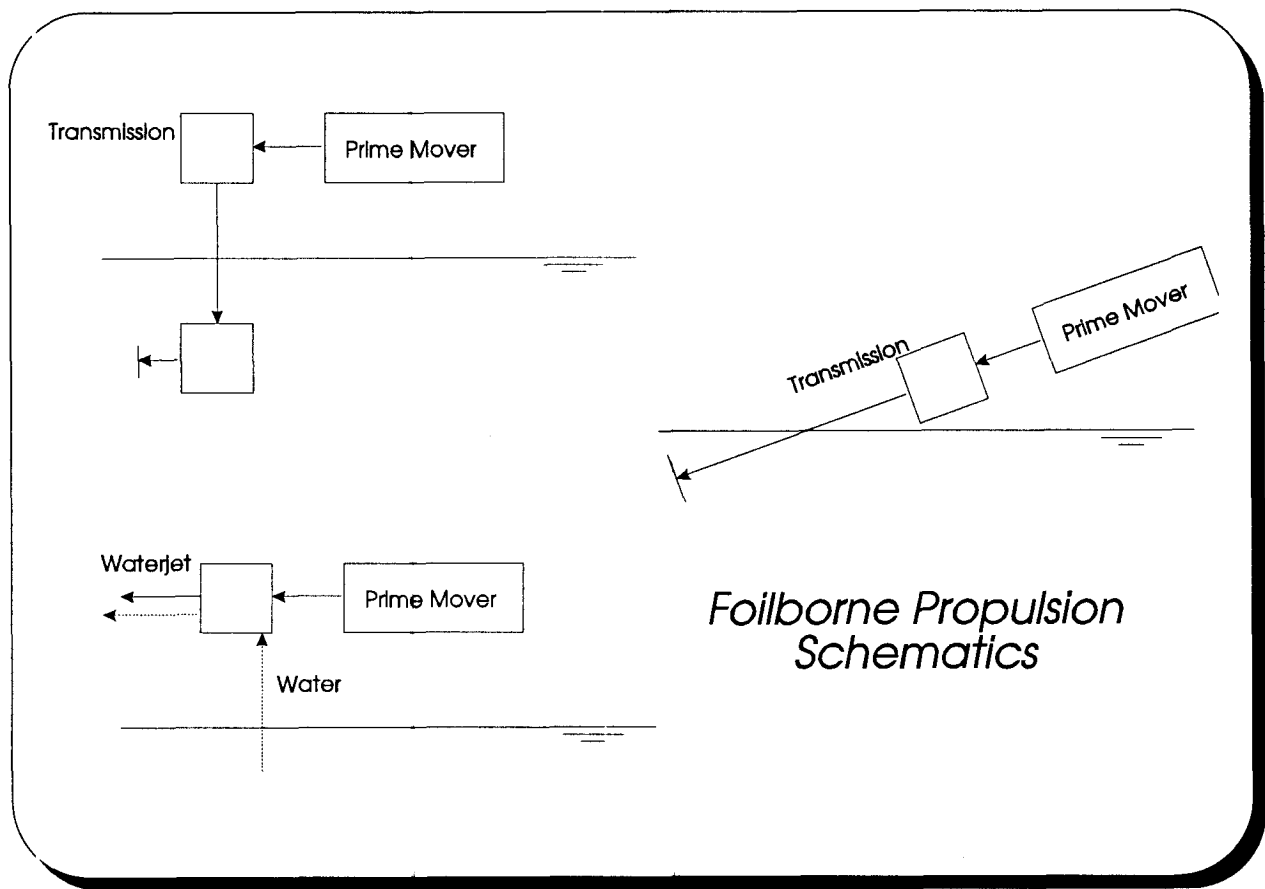 Transmission
Prime Mover
Prime Mover
Transmission
Waterjet
Prime Mover
Water
Foilborne Propulsion
Schematics